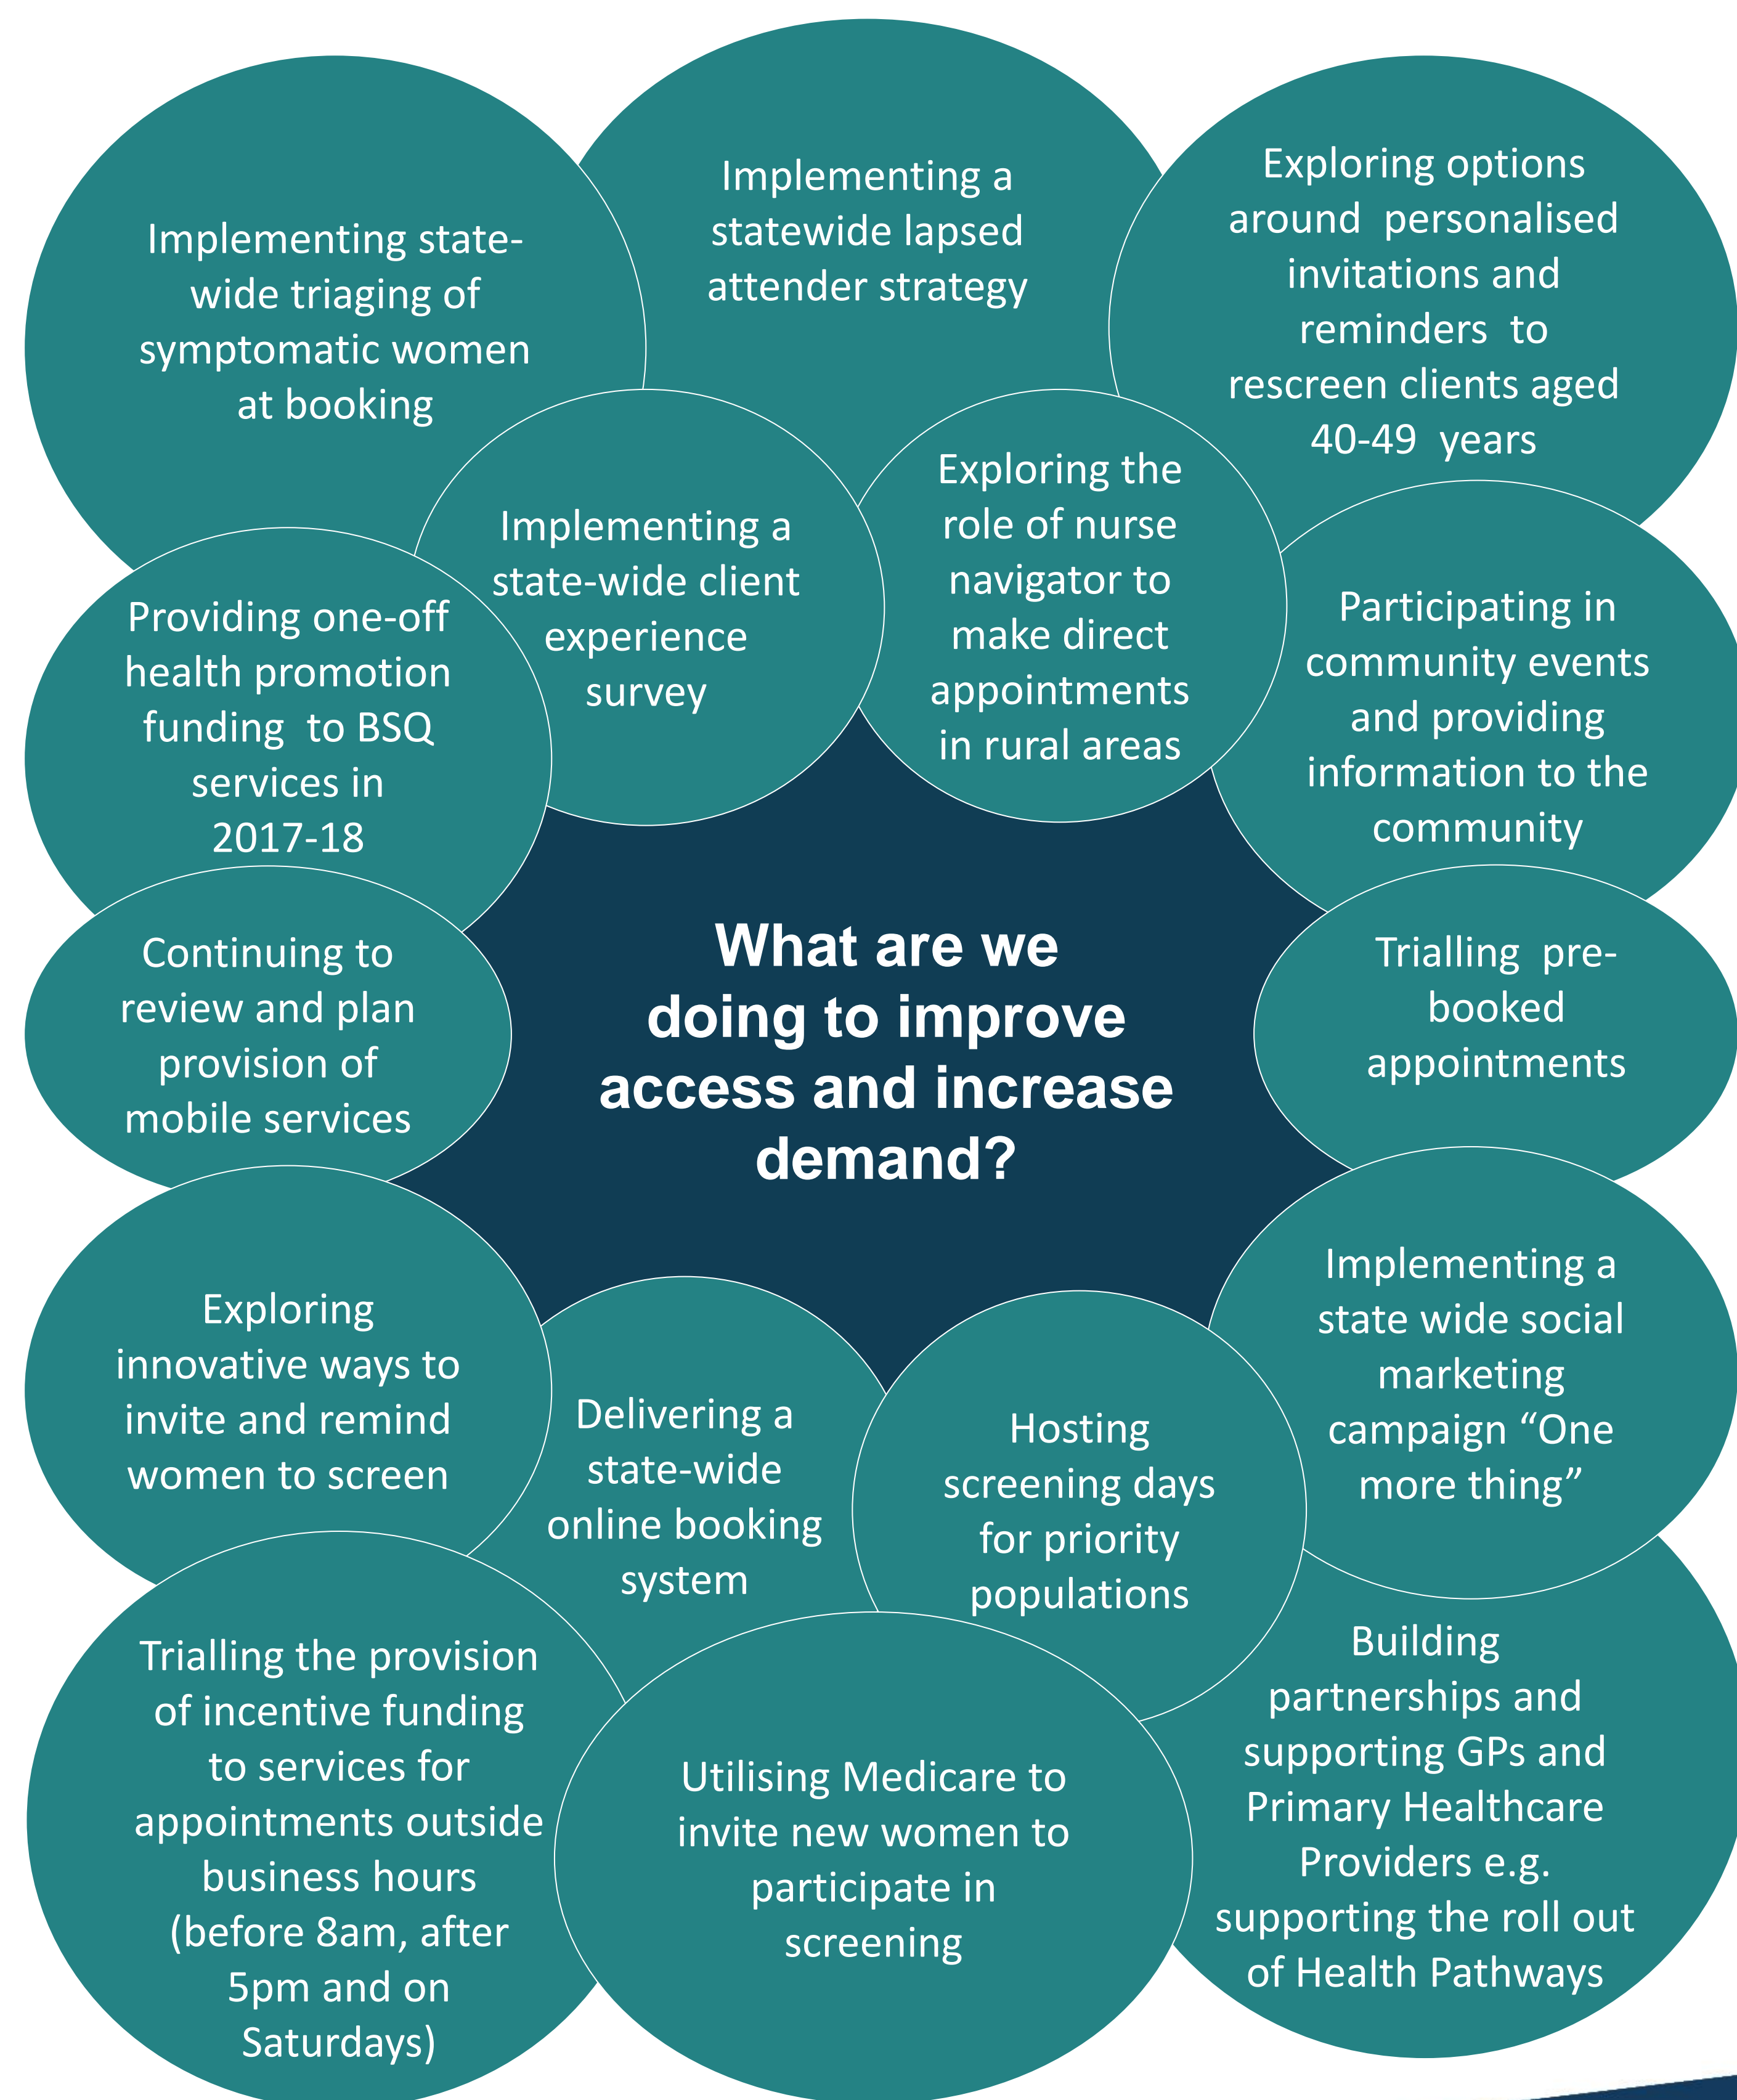 Implementing state-
wide triaging of
symptomatic women
at booking
Implementing a
statewide lapsed
attender strategy
Exploring options
around personalised
invitations and
reminders to
rescreen clients aged
40-49 years
Implementing a
state-wide client
experience
survey
Exploring the
role of nurse
navigator to
make direct
appointments
in rural areas
Providing one-off
health promotion
funding to BSQ
services in
2017-18
Participating in
community events
and providing
information to the
community
Continuing to
review and plan
provision of
mobile services
What are we
doing to improve
access and increase
demand?
Trialling pre-
booked
appointments
Exploring
innovative ways to
invite and remind
women to screen
Delivering a
state-wide
online booking
system
Hosting
screening days
for priority
populations
Implementing a
state wide social
marketing
campaign “One
more thing”
Trialling the provision
of incentive funding
to services for
appointments outside
business hours
(before 8am, after
5pm and on
Saturdays)
Utilising Medicare to
invite new women to
participate in
screening
Building
partnerships and
supporting GPs and
Primary Healthcare
Providers e.g.
supporting the roll out
of Health Pathways